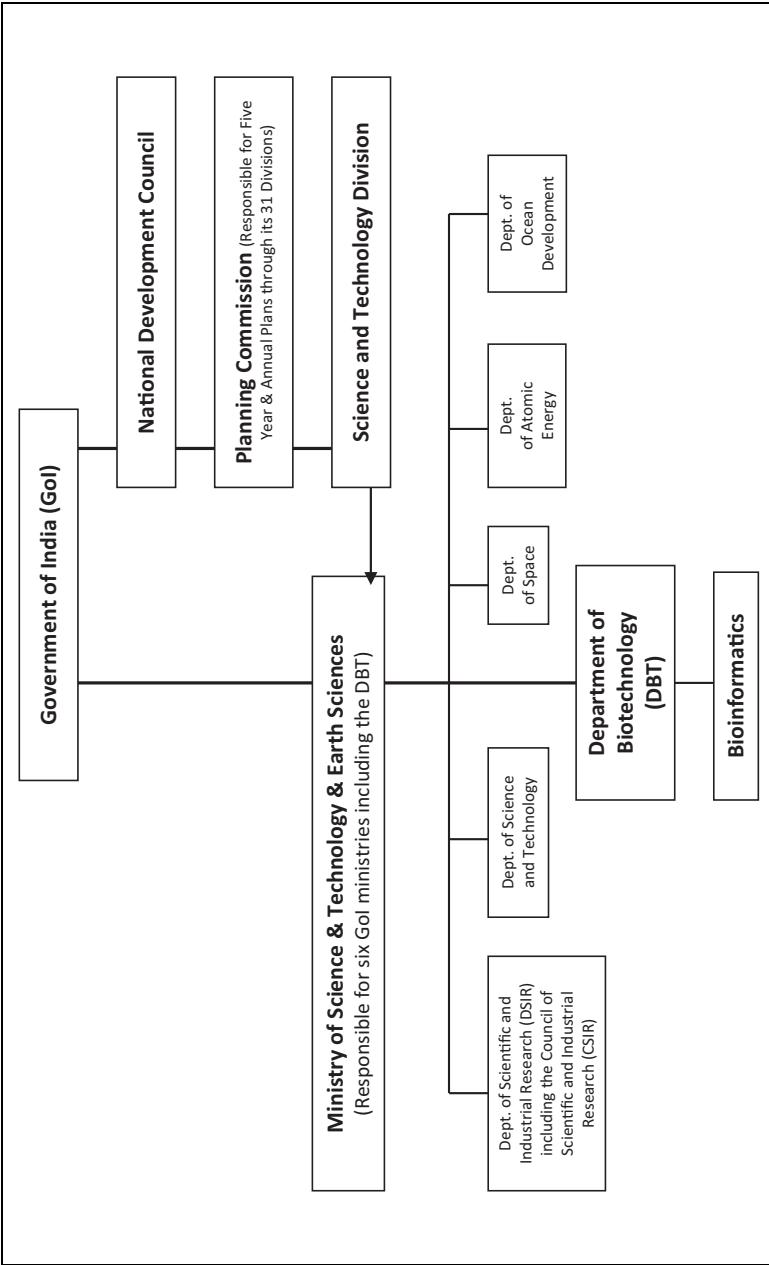 Government of India (GoI)
National Development Council
Planning Commission (Responsible for Five
Year & Annual Plans through its 31 Divisions)
Science and Technology Division
Ministry of Science & Technology & Earth Sciences
(Responsible for six GoI ministries including the DBT)
Dept. of Scientific and
Industrial Research (DSIR)
including the Council of
Scientific and Industrial
Research (CSIR)
Dept. of Science
and Technology
Dept.
of Space
Dept.
of Atomic
Energy
Dept. of
Ocean
Development
Department of
Biotechnology
(DBT)
Bioinformatics